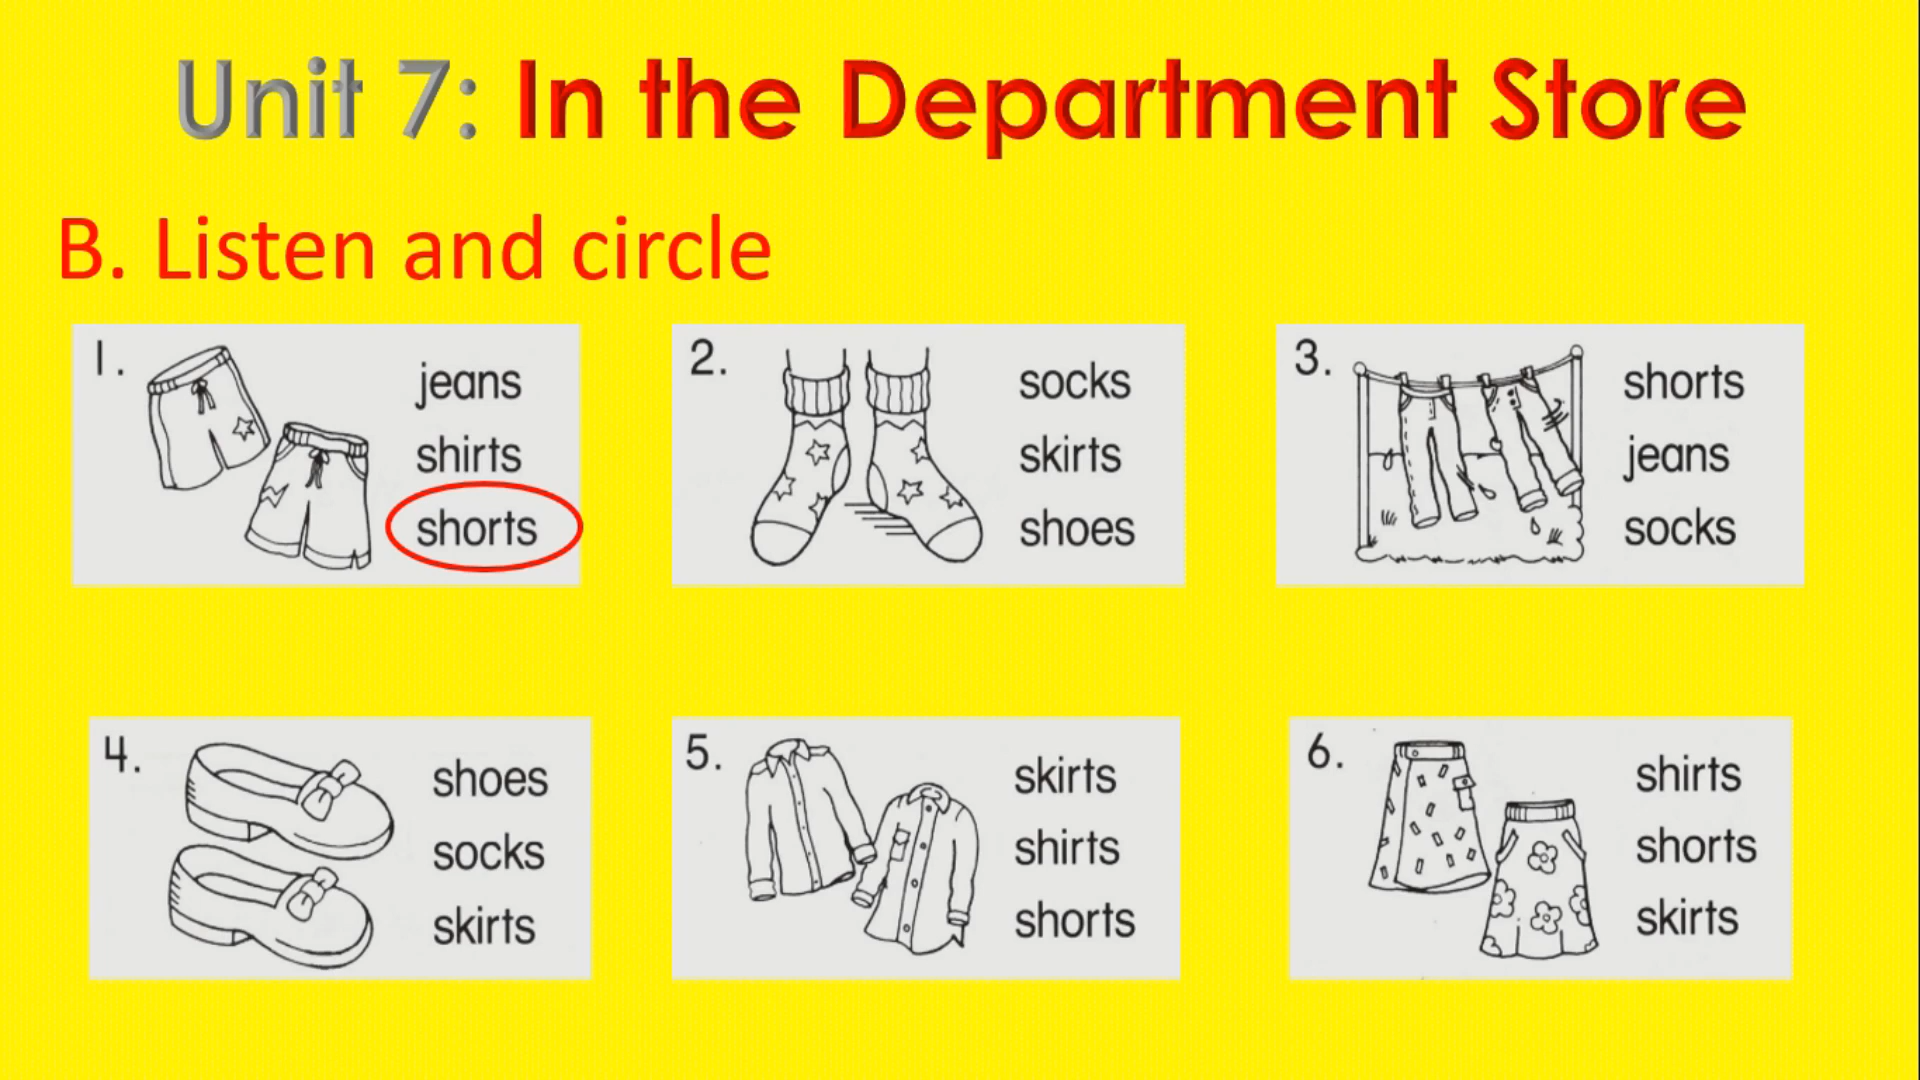 Unit 7: In the Department Store
B. Listen and circle
1.
jeans
shirts
shorts
2.
socks
skirts
shoes
3.
shorts
jeans
socks
4.
shoes
socks
skirts
5.
skirts
shirts
shorts
6.
shirts
shorts
skirts